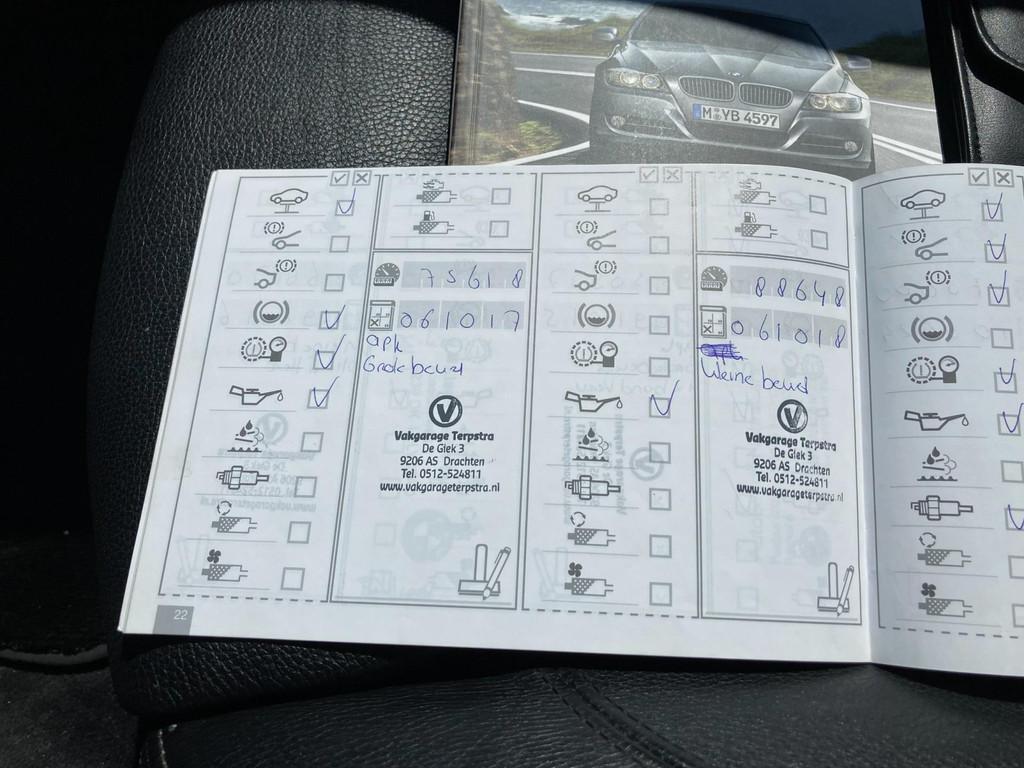 M YB 4597
75618
061017
apk
Grote beurt
Vakgarage Terpstra
De Giek 3
9206 AS Drachten
Tel. 0512-524811
www.vakgarageterpstra.nl
88648
061018
kleine beurt
Vakgarage Terpstra
De Giek 3
9206 AS Drachten
Tel. 0512-524811
www.vakgarageterpstra.nl
22